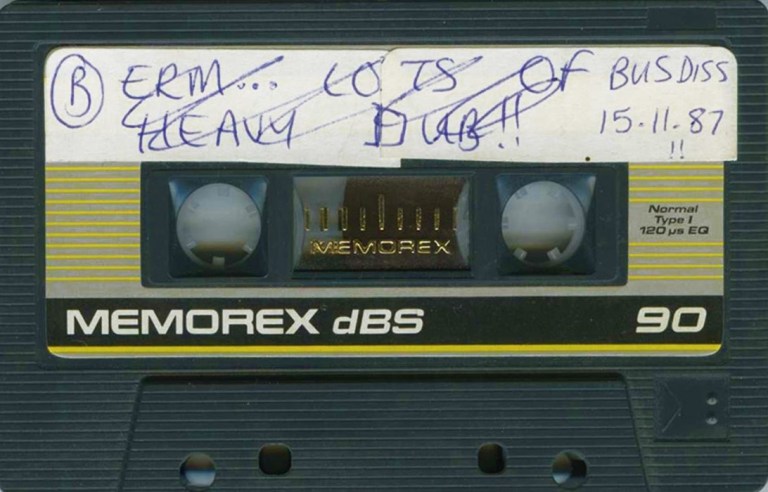 B ERM... LOTS OF BUSDISS
HEAVY DUB!! 15.11.87
!!
Normal
Type I
120 µs EQ
MEMOREX
MEMOREX dBS 90